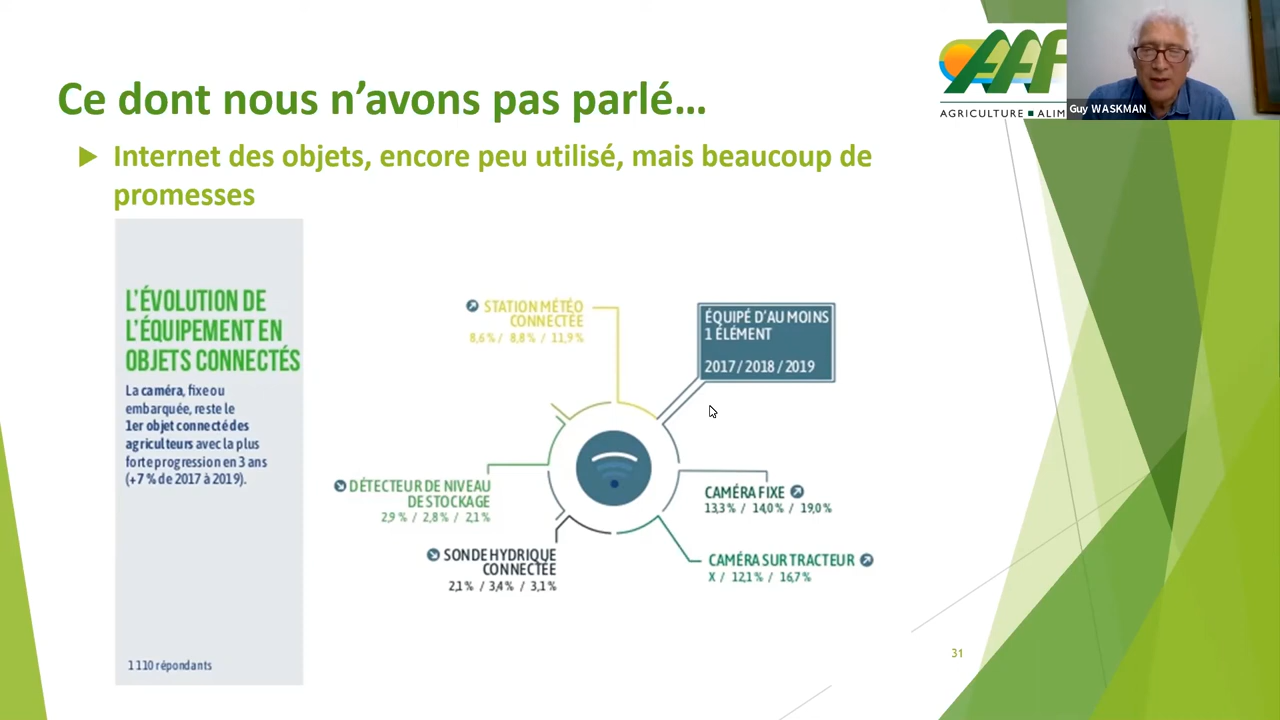 Ce dont nous n’avons pas parlé…
AGRICULTURE ■ ALIM
Guy WASKMAN
Internet des objets, encore peu utilisé, mais beaucoup de
promesses
L’ÉVOLUTION DE
L’ÉQUIPEMENT EN
OBJETS CONNECTÉS
La caméra, fixe ou
embarquée, reste le
1er objet connecté des
agriculteurs avec la plus
forte progression en 3 ans
(+7 % de 2017 à 2019).
1 110 répondants
STATION MÉTÉO
CONNECTÉE
8,6 % / 8,8 % / 11,9 %
ÉQUIPÉ D’AU MOINS
1 ÉLÉMENT
2017 / 2018 / 2019
DÉTECTEUR DE NIVEAU
DE STOCKAGE
2,9 % / 2,8 % / 2,1 %
CAMÉRA FIXE
13,3 % / 14,0 % / 19,0 %
SONDE HYDRIQUE
CONNECTÉE
2,1 % / 3,4 % / 3,1 %
CAMÉRA SUR TRACTEUR
X / 12,1 % / 16,7 %
31